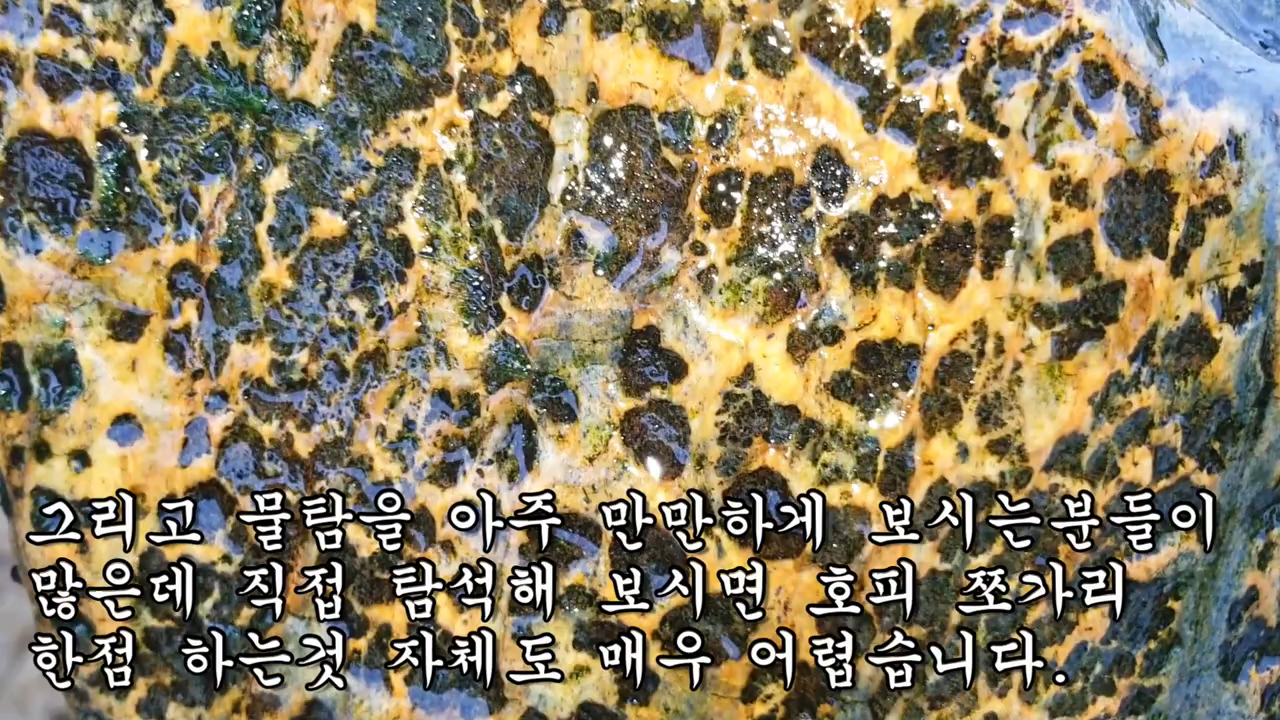 그리고 물탐을 아주 만만하게 보시는분들이
많은데 직접 탐석해 보시면 호피 쪼가리
한점 하는것 자체도 매우 어렵습니다.